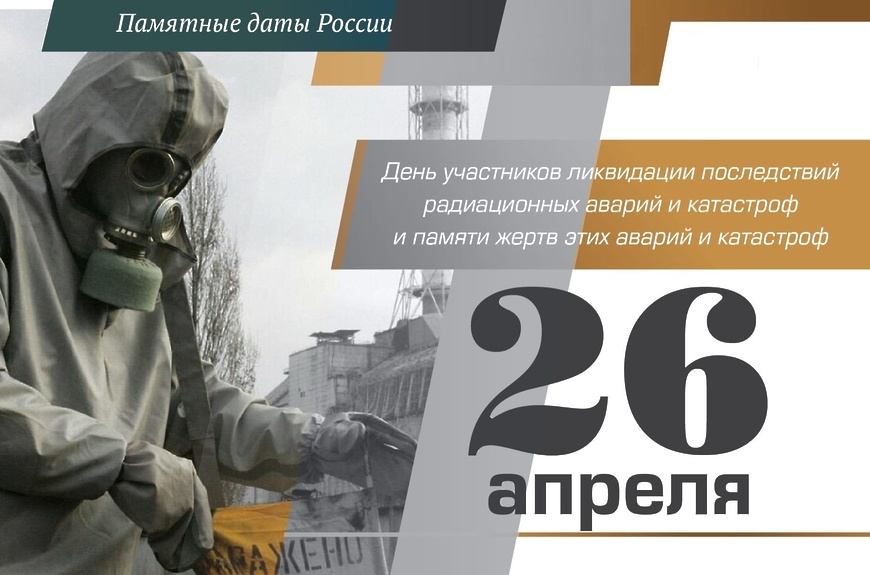 Памятные даты России
День участников ликвидации последствий
радиационных аварий и катастроф
и памяти жертв этих аварий и катастроф
26
апреля